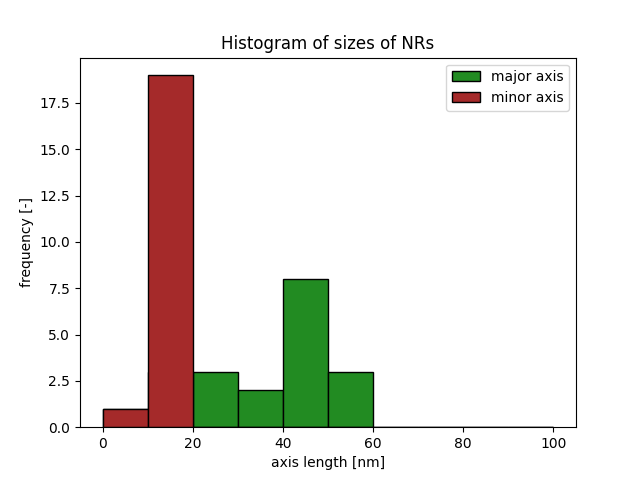 Histogram of sizes of NRs
major axis
minor axis
frequency [-]
17.5
15.0
12.5
10.0
7.5
5.0
2.5
0.0
0 20 40 60 80 100
axis length [nm]